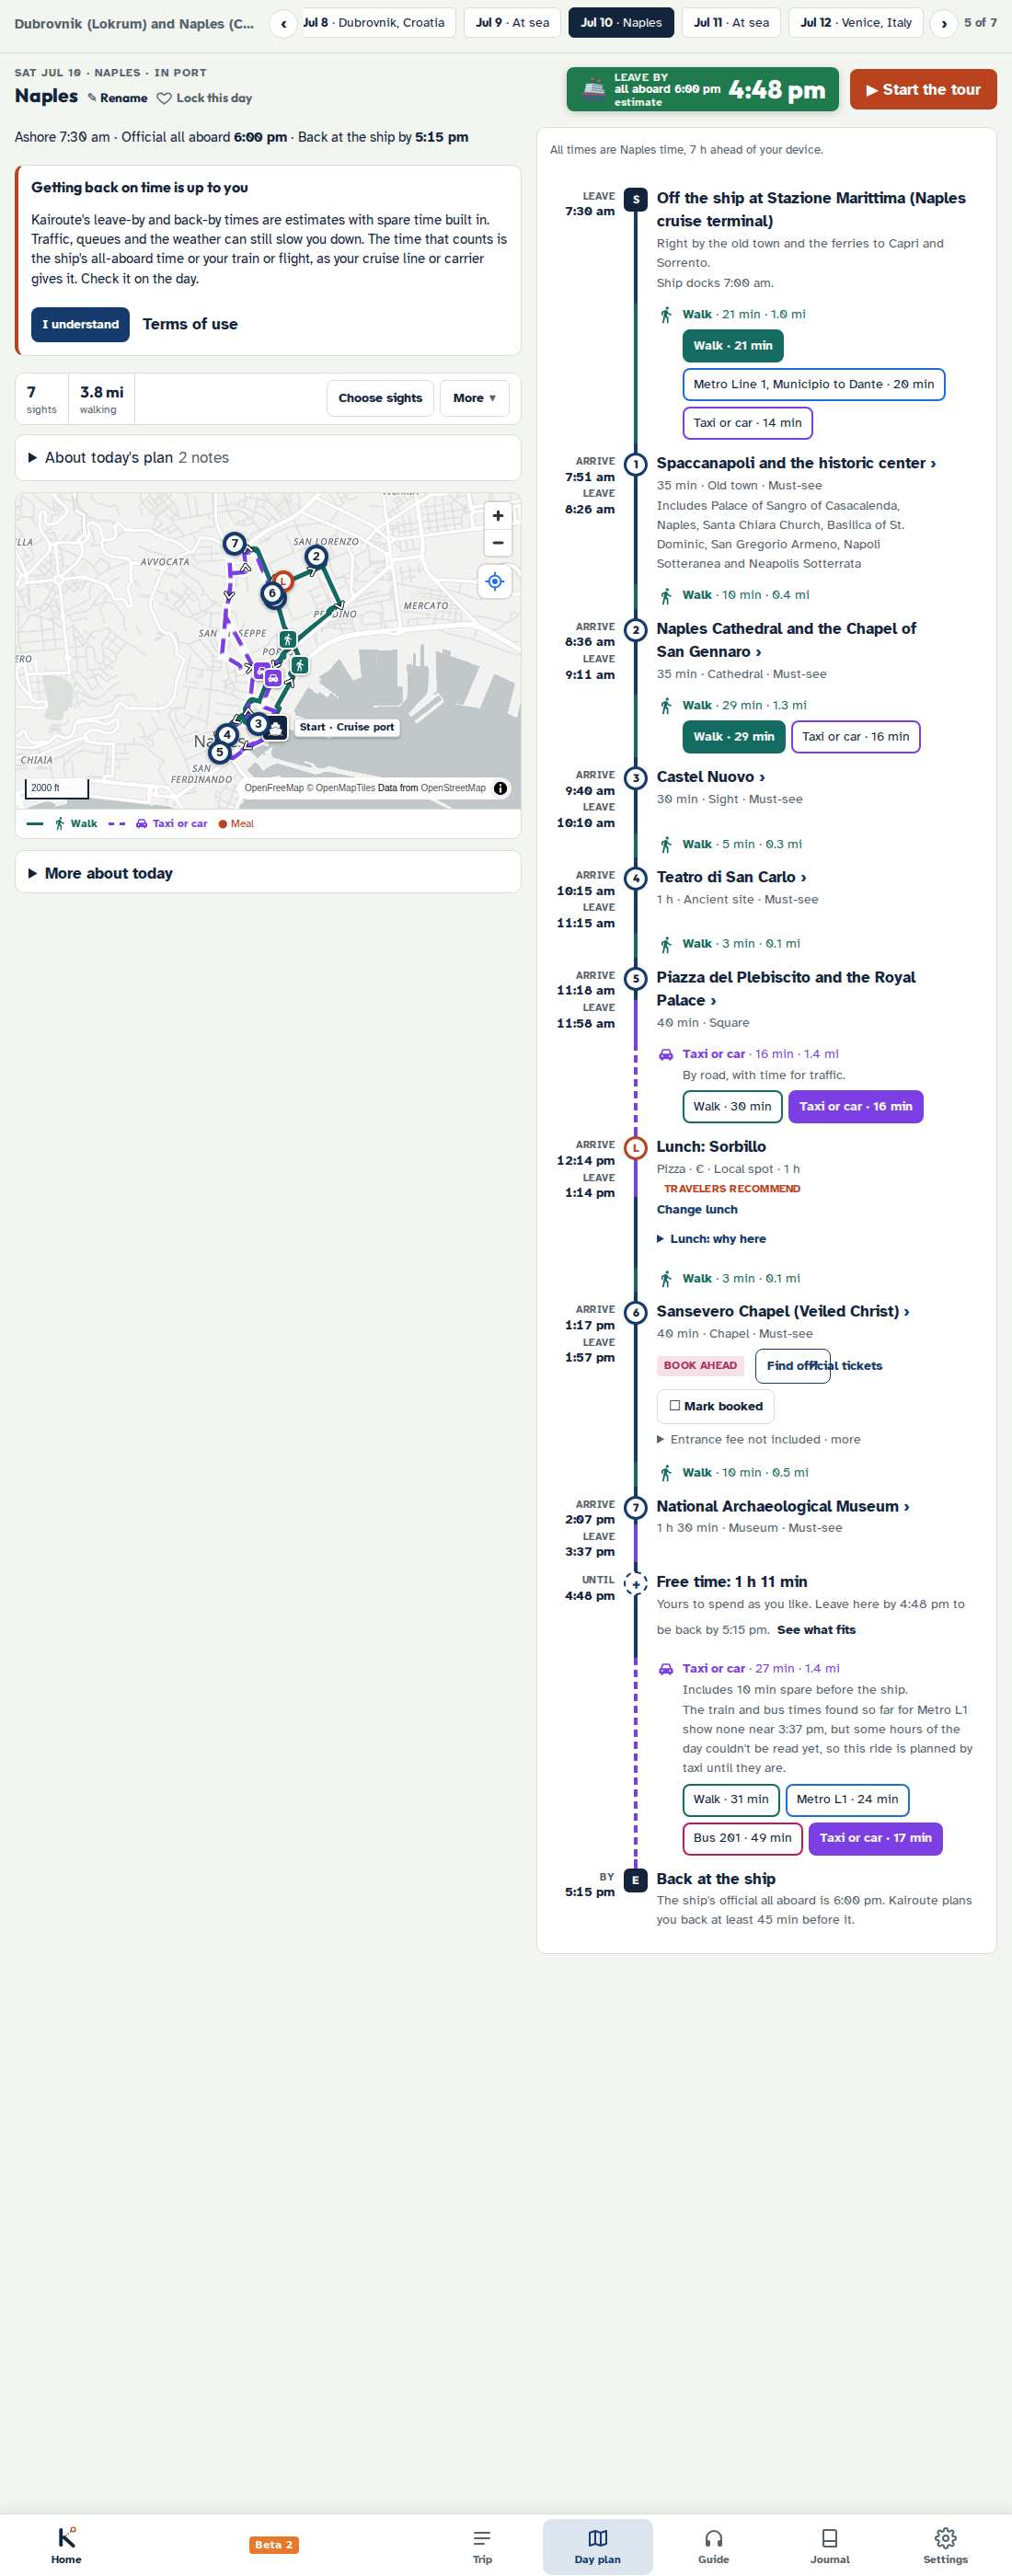 Dubrovnik (Lokrum) and Naples (C...
‹
Jul 8 · Dubrovnik, Croatia
Jul 9 · At sea
Jul 10 · Naples
Jul 11 · At sea
Jul 12 · Venice, Italy
›
5 of 7
SAT JUL 10 · NAPLES · IN PORT
Naples ✎ Rename Lock this day
LEAVE BY
all aboard 6:00 pm
estimate
4:48 pm
▶ Start the tour
Ashore 7:30 am · Official all aboard 6:00 pm · Back at the ship by 5:15 pm
Getting back on time is up to you
Kairoute's leave-by and back-by times are estimates with spare time built in.
Traffic, queues and the weather can still slow you down. The time that counts is
the ship's all-aboard time or your train or flight, as your cruise line or carrier
gives it. Check it on the day.
I understand
Terms of use
7
sights
3.8 mi
walking
Choose sights
More ▼
▶ About today's plan 2 notes
LLA
AVVOCATA
SAN LORENZO
MERCATO
ERO
CHIAIA
SAN
FERDINANDO
7
2
L
6
3
4
5
Start · Cruise port
+
−
2000 ft
OpenFreeMap © OpenMapTiles Data from OpenStreetMap
Walk
Taxi or car
Meal
▶ More about today
All times are Naples time, 7 h ahead of your device.
LEAVE
7:30 am
S
Off the ship at Stazione Marittima (Naples
cruise terminal)
Right by the old town and the ferries to Capri and
Sorrento.
Ship docks 7:00 am.
Walk · 21 min · 1.0 mi
Walk · 21 min
Metro Line 1, Municipio to Dante · 20 min
Taxi or car · 14 min
ARRIVE
7:51 am
LEAVE
8:26 am
1
Spaccanapoli and the historic center ›
35 min · Old town · Must-see
Includes Palace of Sangro of Casacalenda,
Naples, Santa Chiara Church, Basilica of St.
Dominic, San Gregorio Armeno, Napoli
Sotteranea and Neapolis Sotterrata
Walk · 10 min · 0.4 mi
ARRIVE
8:36 am
LEAVE
9:11 am
2
Naples Cathedral and the Chapel of
San Gennaro ›
35 min · Cathedral · Must-see
Walk · 29 min · 1.3 mi
Walk · 29 min
Taxi or car · 16 min
ARRIVE
9:40 am
LEAVE
10:10 am
3
Castel Nuovo ›
30 min · Sight · Must-see
Walk · 5 min · 0.3 mi
ARRIVE
10:15 am
LEAVE
11:15 am
4
Teatro di San Carlo ›
1 h · Ancient site · Must-see
Walk · 3 min · 0.1 mi
ARRIVE
11:18 am
LEAVE
11:58 am
5
Piazza del Plebiscito and the Royal
Palace ›
40 min · Square
Taxi or car · 16 min · 1.4 mi
By road, with time for traffic.
Walk · 30 min
Taxi or car · 16 min
ARRIVE
12:14 pm
LEAVE
1:14 pm
L
Lunch: Sorbillo
Pizza · € · Local spot · 1 h
TRAVELERS RECOMMEND
Change lunch
▶ Lunch: why here
Walk · 3 min · 0.1 mi
ARRIVE
1:17 pm
LEAVE
1:57 pm
6
Sansevero Chapel (Veiled Christ) ›
40 min · Chapel · Must-see
BOOK AHEAD
Find official tickets
☐ Mark booked
▶ Entrance fee not included · more
Walk · 10 min · 0.5 mi
ARRIVE
2:07 pm
LEAVE
3:37 pm
7
National Archaeological Museum ›
1 h 30 min · Museum · Must-see
UNTIL
4:48 pm
+
Free time: 1 h 11 min
Yours to spend as you like. Leave here by 4:48 pm to
be back by 5:15 pm. See what fits
Taxi or car · 27 min · 1.4 mi
Includes 10 min spare before the ship.
The train and bus times found so far for Metro L1
show none near 3:37 pm, but some hours of the
day couldn't be read yet, so this ride is planned by
taxi until they are.
Walk · 31 min
Metro L1 · 24 min
Bus 201 · 49 min
Taxi or car · 17 min
BY
5:15 pm
E
Back at the ship
The ship's official all aboard is 6:00 pm. Kairoute plans
you back at least 45 min before it.
Home
Beta 2
Trip
Day plan
Guide
Journal
Settings